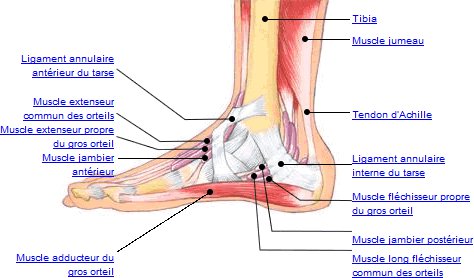 Tibia
Muscle jumeau
Ligament annulaire
antérieur du tarse
Muscle extenseur
commun des orteils
Muscle extenseur propre
du gros orteil
Muscle jambier
antérieur
Muscle adducteur du
gros orteil
Tendon d'Achille
Ligament annulaire
interne du tarse
Muscle fléchisseur propre
du gros orteil
Muscle jambier postérieur
Muscle long fléchisseur
commun des orteils